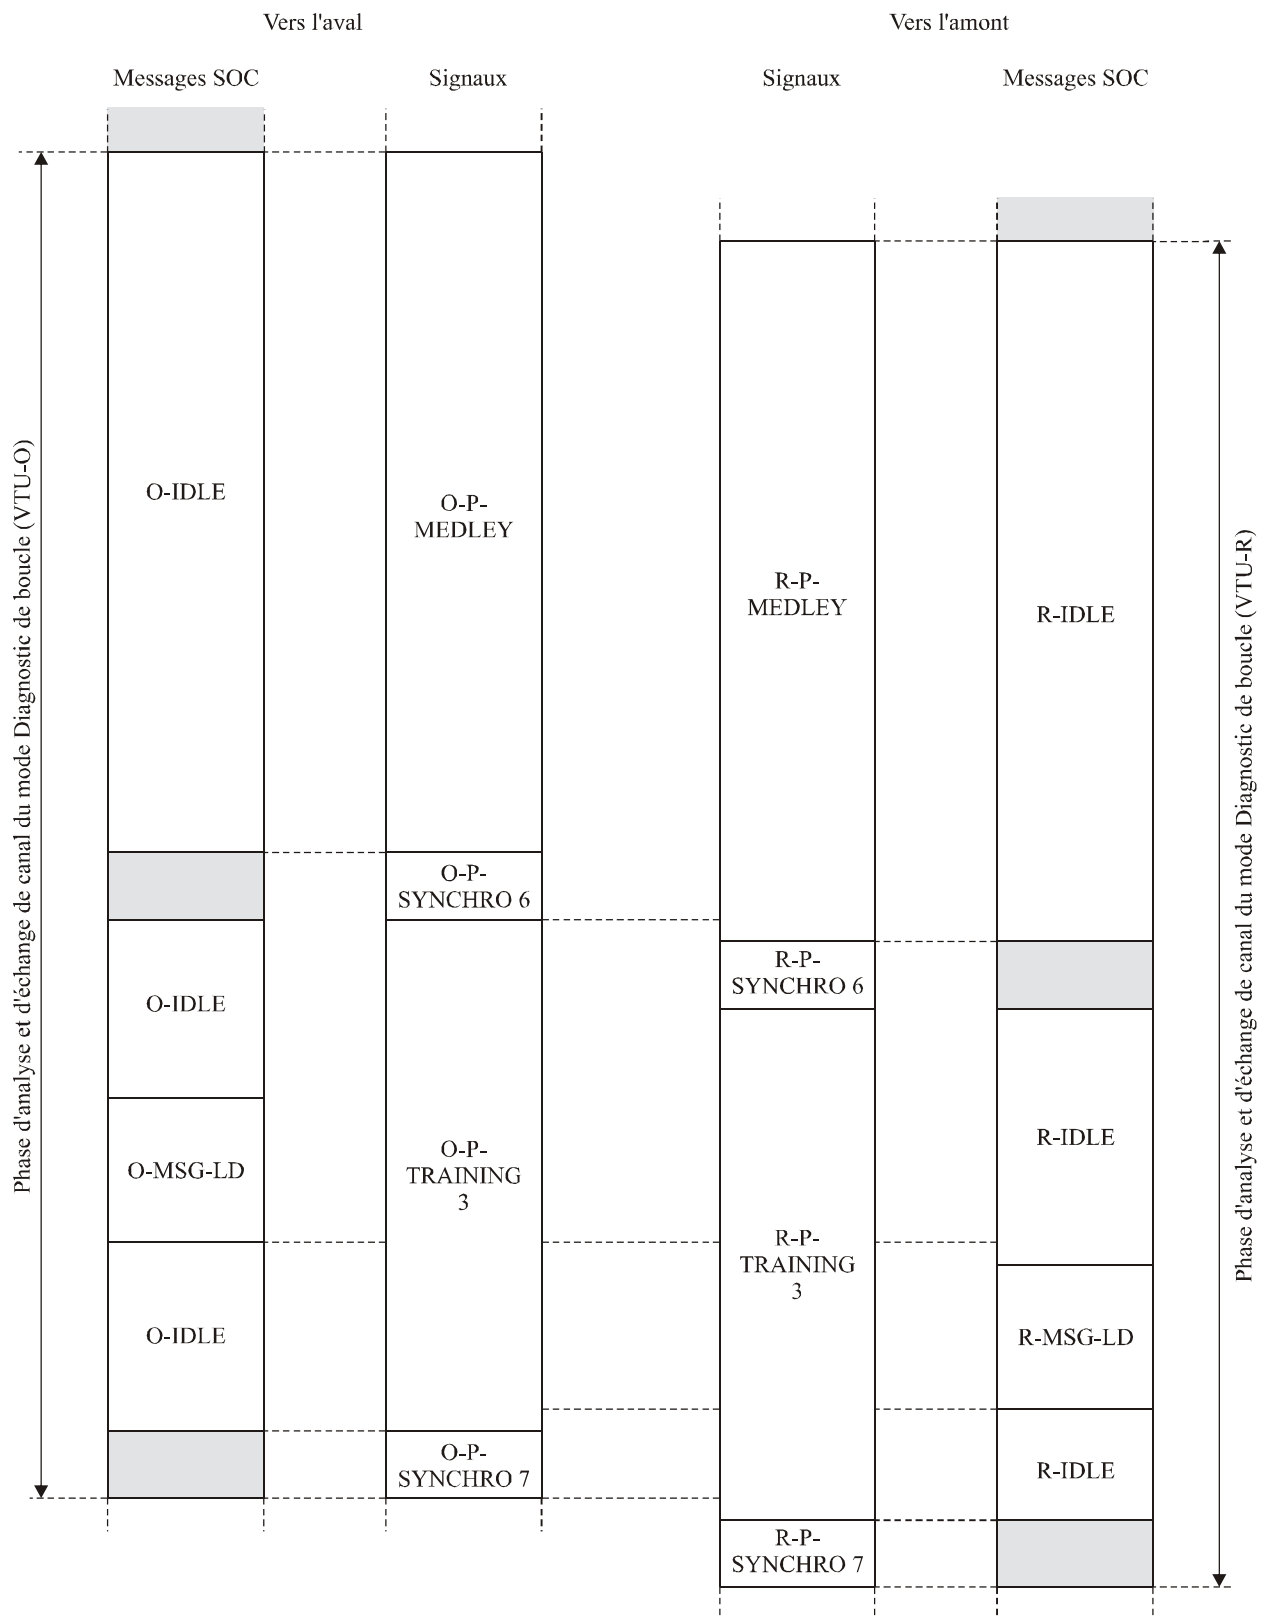 Vers l'aval
Vers l'amont
Messages SOC
Signaux
Signaux
Messages SOC
Phase d'analyse et d'échange de canal du mode Diagnostic de boucle (VTU-O)
O-IDLE
O-IDLE
O-MSG-LD
O-IDLE
O-P-
MEDLEY
O-P-
SYNCHRO 6
O-P-
TRAINING
3
O-P-
SYNCHRO 7
R-P-
MEDLEY
R-P-
SYNCHRO 6
R-P-
TRAINING
3
R-P-
SYNCHRO 7
R-IDLE
R-IDLE
R-MSG-LD
R-IDLE
Phase d'analyse et d'échange de canal du mode Diagnostic de boucle (VTU-R)